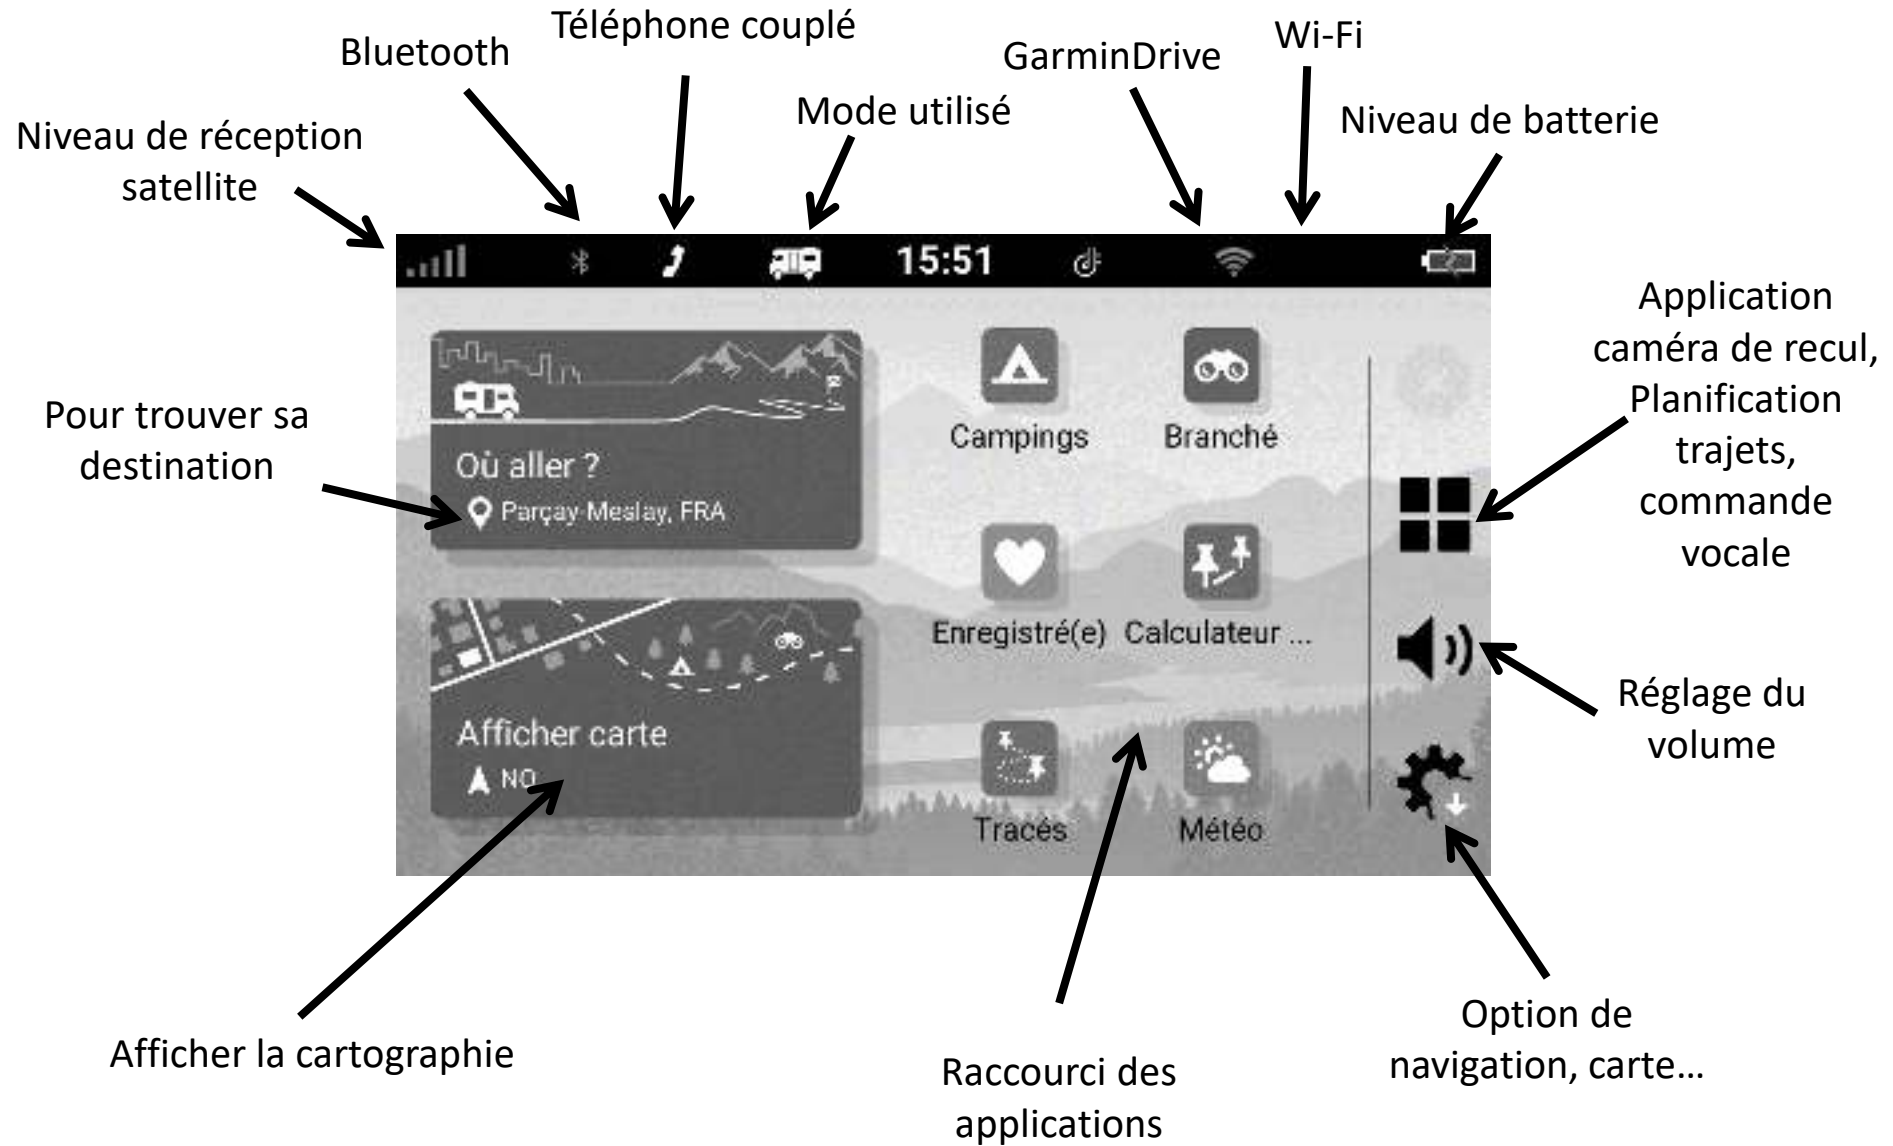 Téléphone couplé
Bluetooth
GarminDrive
Wi-Fi
Mode utilisé
Niveau de batterie
Niveau de réception
satellite
15:51
Pour trouver sa
destination
Où aller ?
Parçay-Meslay, FRA
Afficher carte
NO
Campings
Branché
Enregistré(e)
Calculateur ...
Tracés
Météo
Application
caméra de recul,
Planification
trajets,
commande
vocale
Réglage du
volume
Afficher la cartographie
Raccourci des
applications
Option de
navigation, carte…